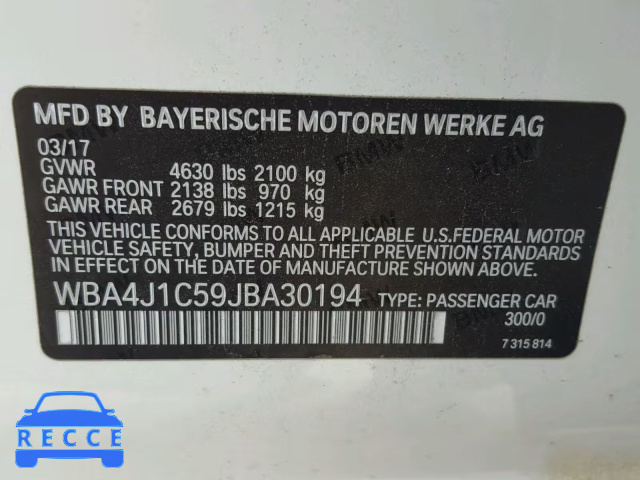 MFD BY BAYERISCHE MOTOREN WERKE AG
03/17
GVWR 4630 lbs 2100 kg
GAWR FRONT 2138 lbs 970 kg
GAWR REAR 2679 lbs 1215 kg
THIS VEHICLE CONFORMS TO ALL APPLICABLE U.S.FEDERAL MOTOR
VEHICLE SAFETY, BUMPER AND THEFT PREVENTION STANDARDS
IN EFFECT ON THE DATE OF MANUFACTURE SHOWN ABOVE.
WBA4J1C59JBA30194 TYPE: PASSENGER CAR
300/0
7 315 814
RECCE